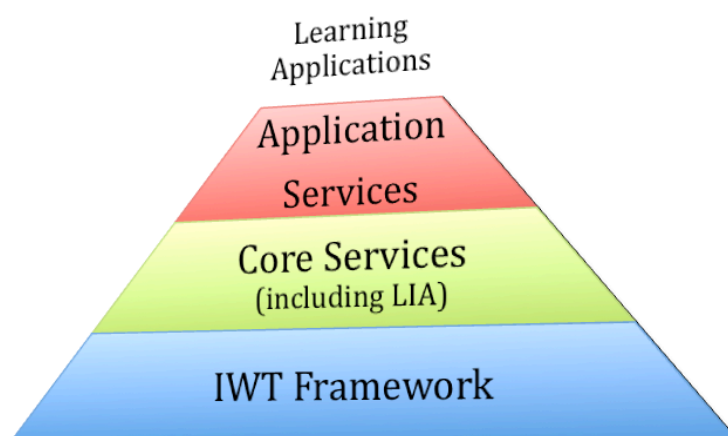 Learning
Applications
Application
Services
Core Services
(including LIA)
IWT Framework